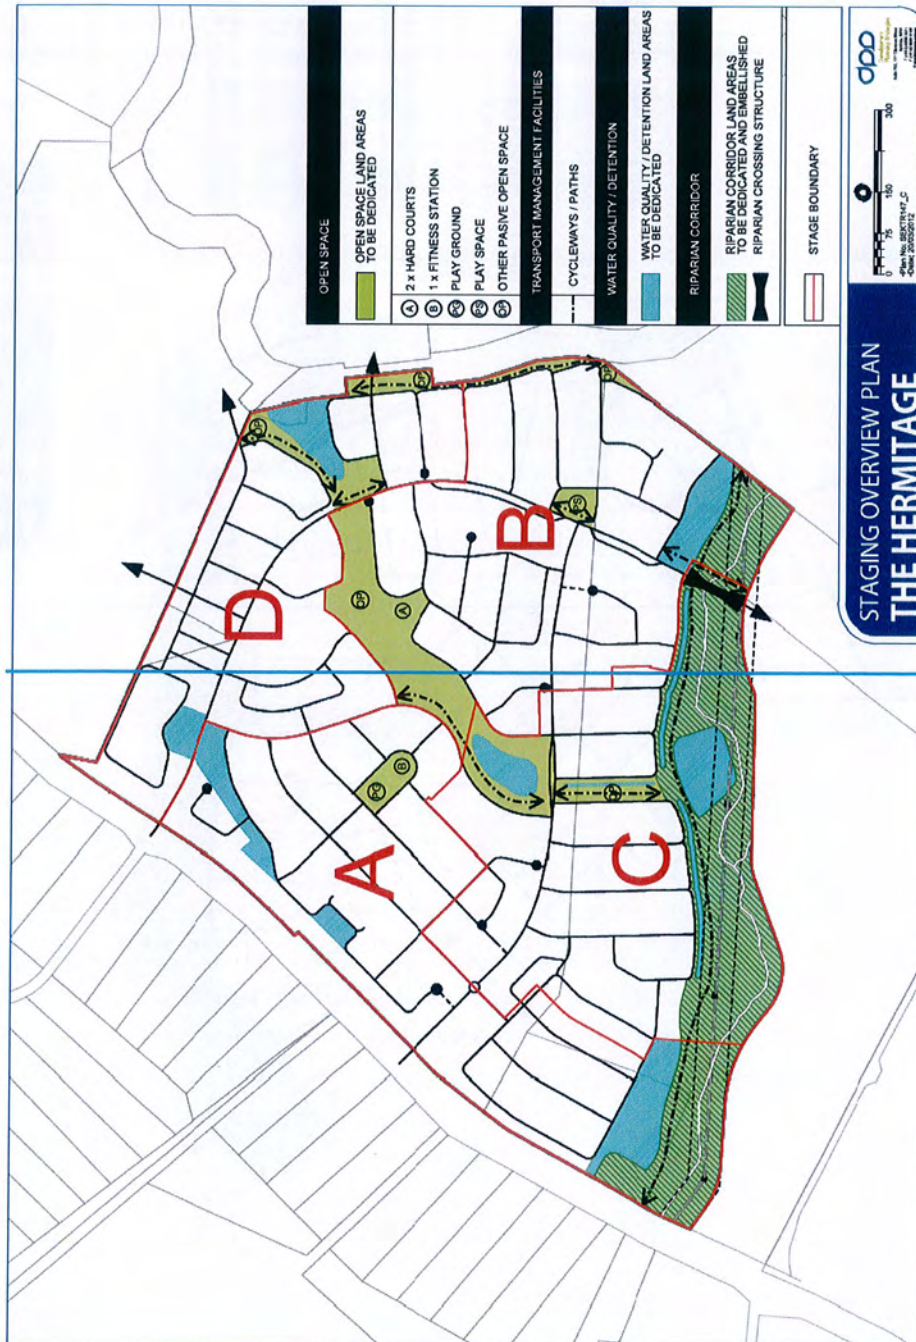 OPEN SPACE
OPEN SPACE LAND AREAS
TO BE DEDICATED
A 2 x HARD COURTS
B 1 x FITNESS STATION
PG PLAY GROUND
PS PLAY SPACE
OP OTHER PASIVE OPEN SPACE
TRANSPORT MANAGEMENT FACILITIES
CYCLEWAYS / PATHS
WATER QUALITY / DETENTION
WATER QUALITY / DETENTION LAND AREAS
TO BE DEDICATED
RIPARIAN CORRIDOR
RIPARIAN CORRIDOR LAND AREAS
TO BE DEDICATED AND EMBELLISHED
RIPARIAN CROSSING STRUCTURE
STAGE BOUNDARY
D
A
B
C
OP
OP
OP
OP
A
PS
PG
B
OP
STAGING OVERVIEW PLAN
THE HERMITAGE
0 75 150 300
dpp